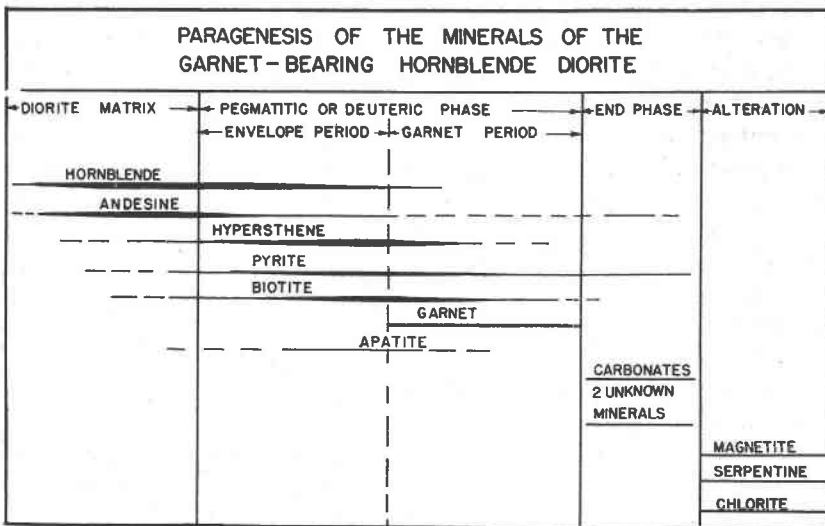 PARAGENESIS OF THE MINERALS OF THE
GARNET-BEARING HORNBLENDE DIORITE
DIORITE MATRIX
PEGMATITIC OR DEUTERIC PHASE
END PHASE
ALTERATION
ENVELOPE PERIOD
GARNET PERIOD
HORNBLENDE
ANDESINE
HYPERSTHENE
PYRITE
BIOTITE
GARNET
APATITE
CARBONATES
2 UNKNOWN
MINERALS
MAGNETITE
SERPENTINE
CHLORITE